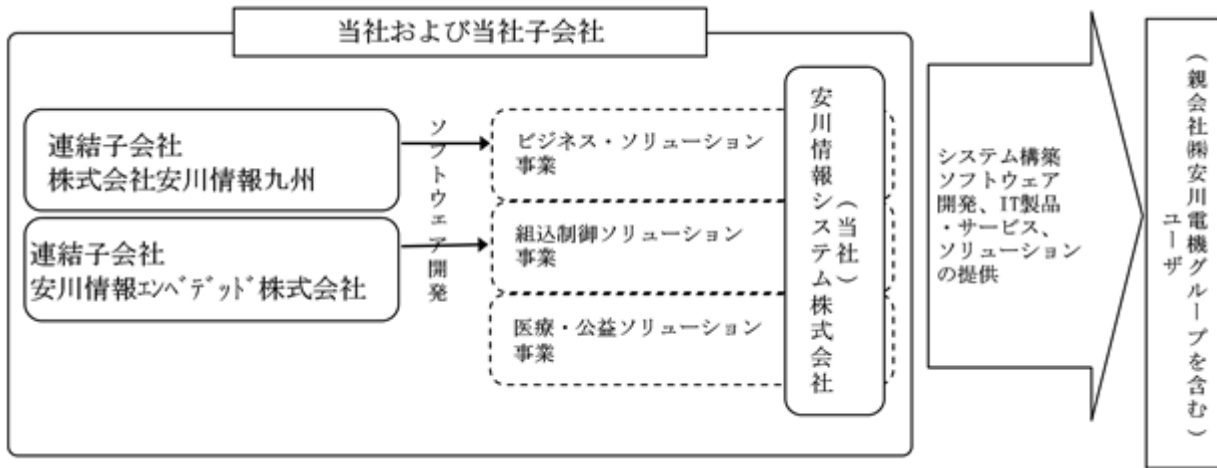 当社および当社子会社
連結子会社
株式会社安川情報九州
連結子会社
安川情報ｴﾝﾍﾞﾃﾞｯﾄﾞ株式会社
ソフトウェア開発
ビジネス・ソリューション
事業
組込制御ソリューション
事業
医療・公益ソリューション
事業
安川情報システム株式会社
（当社）
システム構築
ソフトウェア
開発、IT製品
・サービス、
ソリューション
の提供
ユーザ
（親会社㈱安川電機グループを含む）